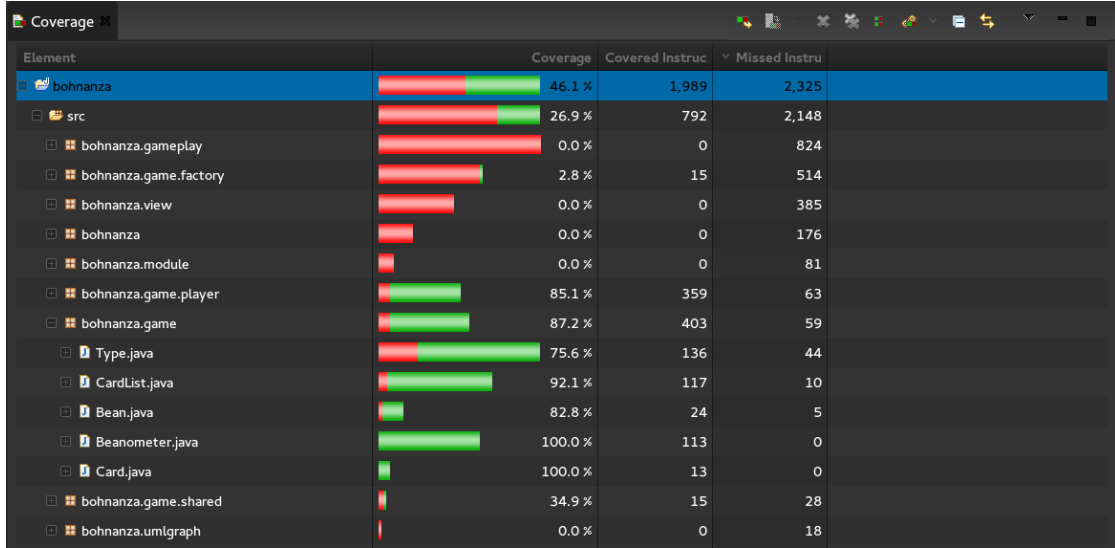 Coverage
Element Coverage Covered Instruc Missed Instru
bohnanza 46.1 % 1,989 2,325
src 26.9 % 792 2,148
bohnanza.gameplay 0.0 % 0 824
bohnanza.game.factory 2.8 % 15 514
bohnanza.view 0.0 % 0 385
bohnanza 0.0 % 0 176
bohnanza.module 0.0 % 0 81
bohnanza.game.player 85.1 % 359 63
bohnanza.game 87.2 % 403 59
Type.java 75.6 % 136 44
CardList.java 92.1 % 117 10
Bean.java 82.8 % 24 5
Beanometer.java 100.0 % 113 0
Card.java 100.0 % 13 0
bohnanza.game.shared 34.9 % 15 28
bohnanza.umlgraph 0.0 % 0 18